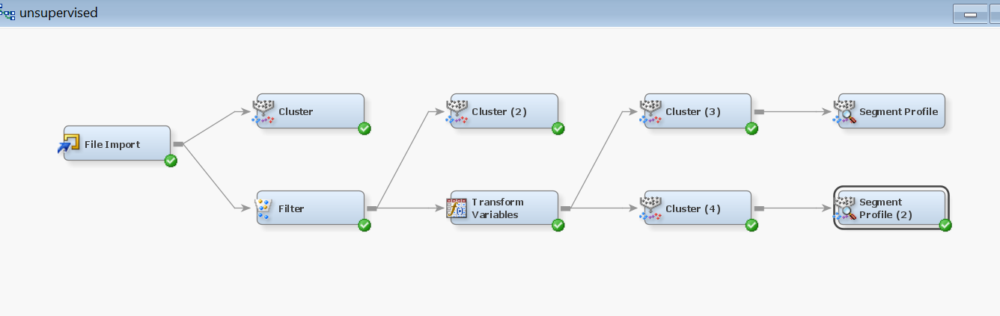 unsupervised
Cluster
Cluster (2)
Cluster (3)
Segment Profile
File Import
Filter
Transform
Variables
Cluster (4)
Segment
Profile (2)